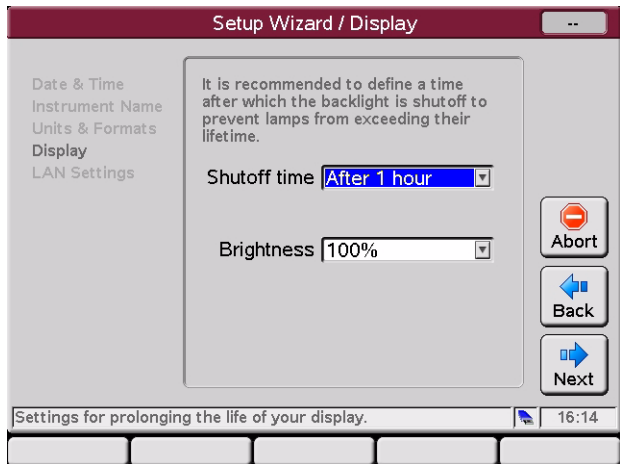 Setup Wizard / Display
--
Date & Time
Instrument Name
Units & Formats
Display
LAN Settings
It is recommended to define a time
after which the backlight is shutoff to
prevent lamps from exceeding their
lifetime.
Shutoff time After 1 hour
Brightness 100%
Abort
Back
Next
Settings for prolonging the life of your display.
16:14